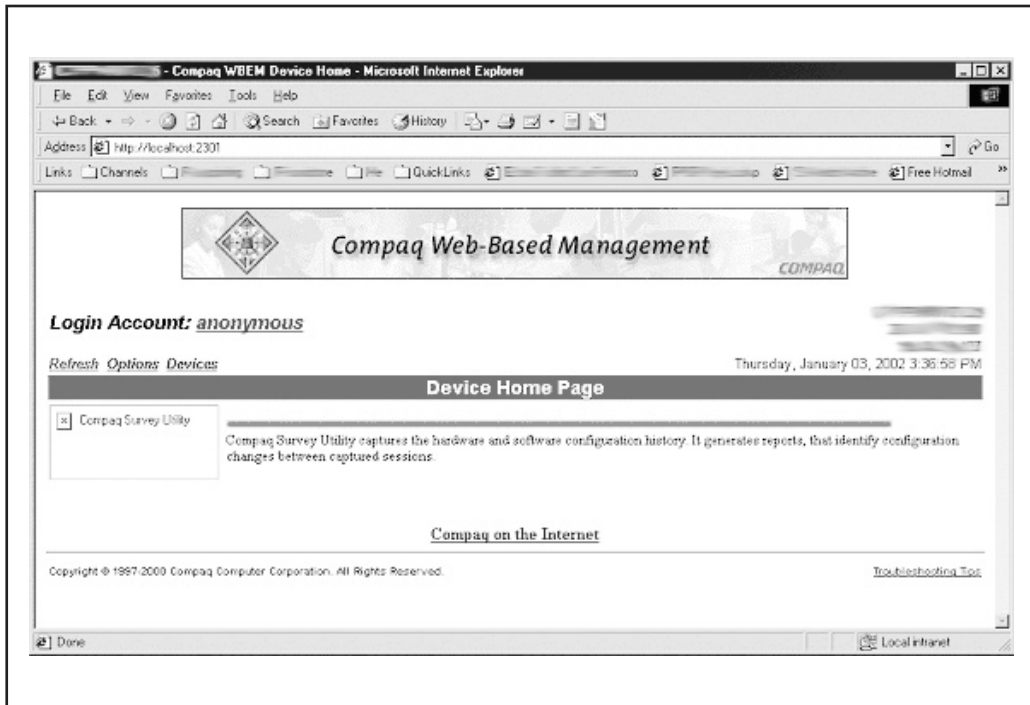 - Compaq WBEM Device Home - Microsoft Internet Explorer
File Edit View Favorites Tools Help
Back Search Favorites History
Address http://localhost:2301 Go
Links Channels QuickLinks Free Hotmail »
Compaq Web-Based Management
COMPAQ
Login Account: anonymous
Refresh Options Devices
Thursday, January 03, 2002 3:36:58 PM
Device Home Page
Compaq Survey Utility
Compaq Survey Utility captures the hardware and software configuration history. It generates reports, that identify configuration
changes between captured sessions.
Compaq on the Internet
Copyright © 1997-2000 Compaq Computer Corporation. All Rights Reserved.
Troubleshooting Tips
Done
Local intranet